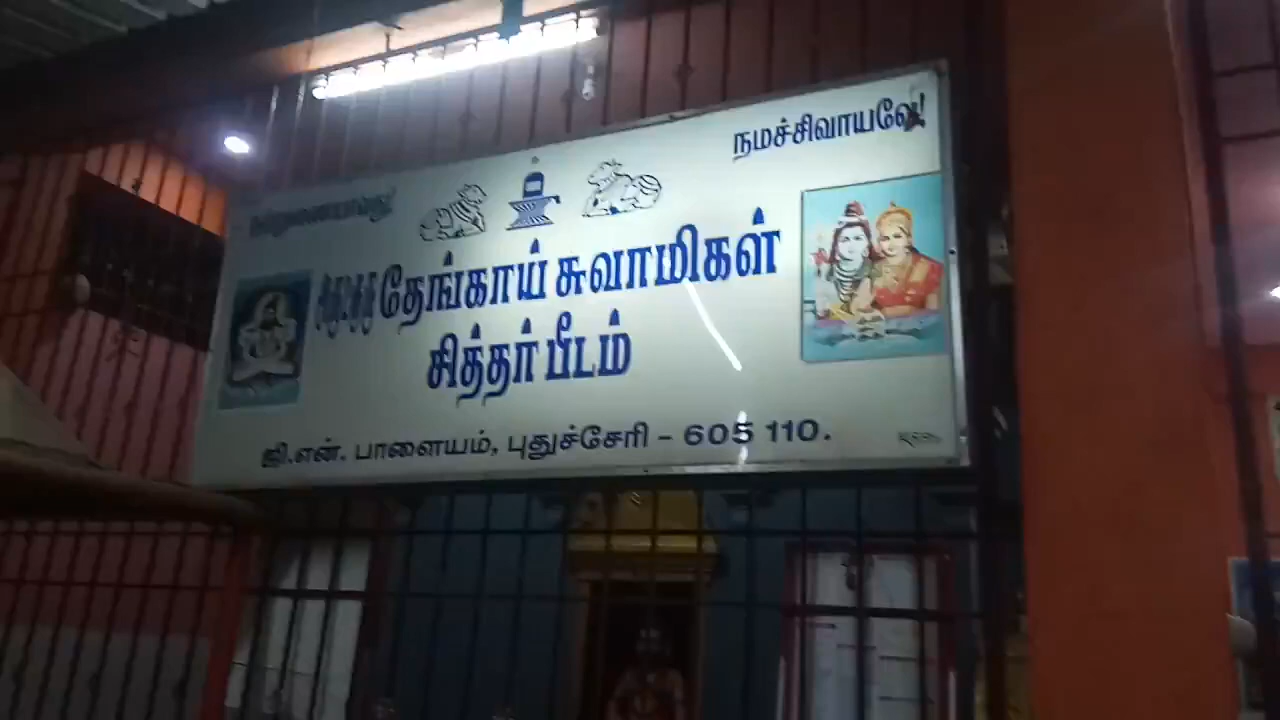 நமச்சிவாயவே!
தேங்காய் சுவாமிகள்
சித்தர் பீடம்
ஜி.என். பாளையம், புதுச்சேரி - 605 110.